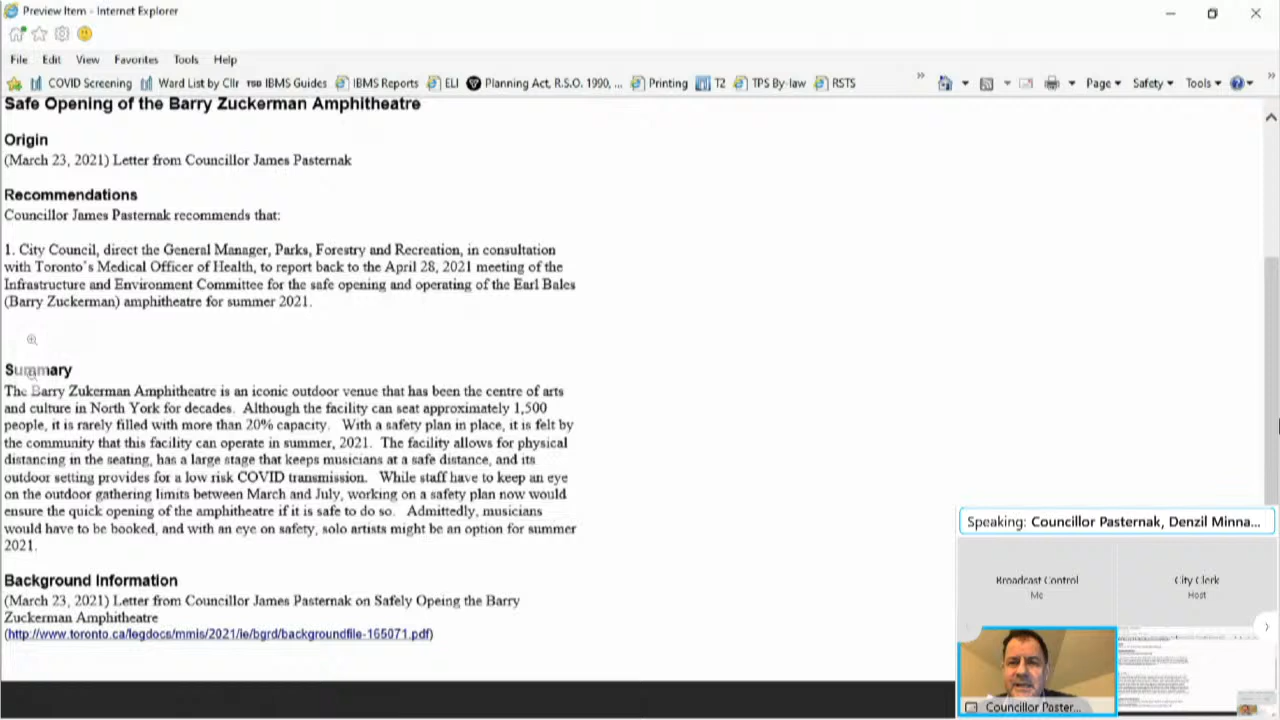 Preview Item - Internet Explorer
File Edit View Favorites Tools Help
COVID Screening Ward List by Cllr IBMS Guides IBMS Reports ELI Planning Act, R.S.O. 1990, ... Printing T2 TPS By-law RSTS » Page Safety Tools »
Safe Opening of the Barry Zuckerman Amphitheatre
Origin
(March 23, 2021) Letter from Councillor James Pasternak
Recommendations
Councillor James Pasternak recommends that:
1. City Council, direct the General Manager, Parks, Forestry and Recreation, in consultation
with Toronto's Medical Officer of Health, to report back to the April 28, 2021 meeting of the
Infrastructure and Environment Committee for the safe opening and operating of the Earl Bales
(Barry Zuckerman) amphitheatre for summer 2021.
Summary
The Barry Zukerman Amphitheatre is an iconic outdoor venue that has been the centre of arts
and culture in North York for decades. Although the facility can seat approximately 1,500
people, it is rarely filled with more than 20% capacity. With a safety plan in place, it is felt by
the community that this facility can operate in summer, 2021. The facility allows for physical
distancing in the seating, has a large stage that keeps musicians at a safe distance, and its
outdoor setting provides for a low risk COVID transmission. While staff have to keep an eye
on the outdoor gathering limits between March and July, working on a safety plan now would
ensure the quick opening of the amphitheatre if it is safe to do so. Admittedly, musicians
would have to be booked, and with an eye on safety, solo artists might be an option for summer
2021.
Background Information
(March 23, 2021) Letter from Councillor James Pasternak on Safely Opeing the Barry
Zuckerman Amphitheatre
(http://www.toronto.ca/legdocs/mmis/2021/ie/bgrd/backgroundfile-165071.pdf)
Speaking: Councillor Pasternak, Denzil Minna...
Broadcast Control
Me
City Clerk
Host
Councillor Paster...